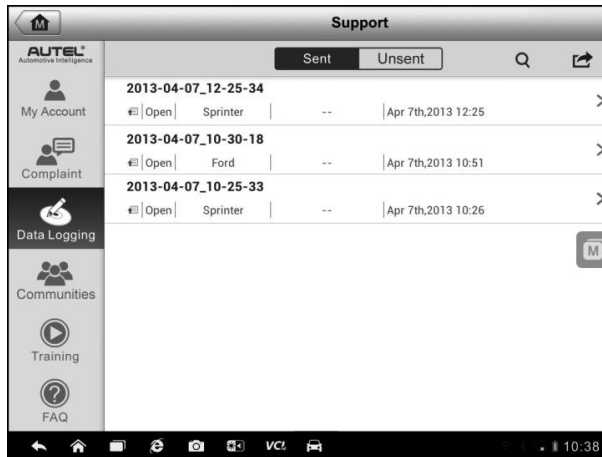 Support
AUTEL
Automotive Intelligence
Sent
Unsent
My Account
Complaint
Data Logging
Communities
Training
FAQ
2013-04-07_12-25-34
Open Sprinter -- Apr 7th,2013 12:25
2013-04-07_10-30-18
Open Ford -- Apr 7th,2013 10:51
2013-04-07_10-25-33
Open Sprinter -- Apr 7th,2013 10:26
M
M
VCI
10:38